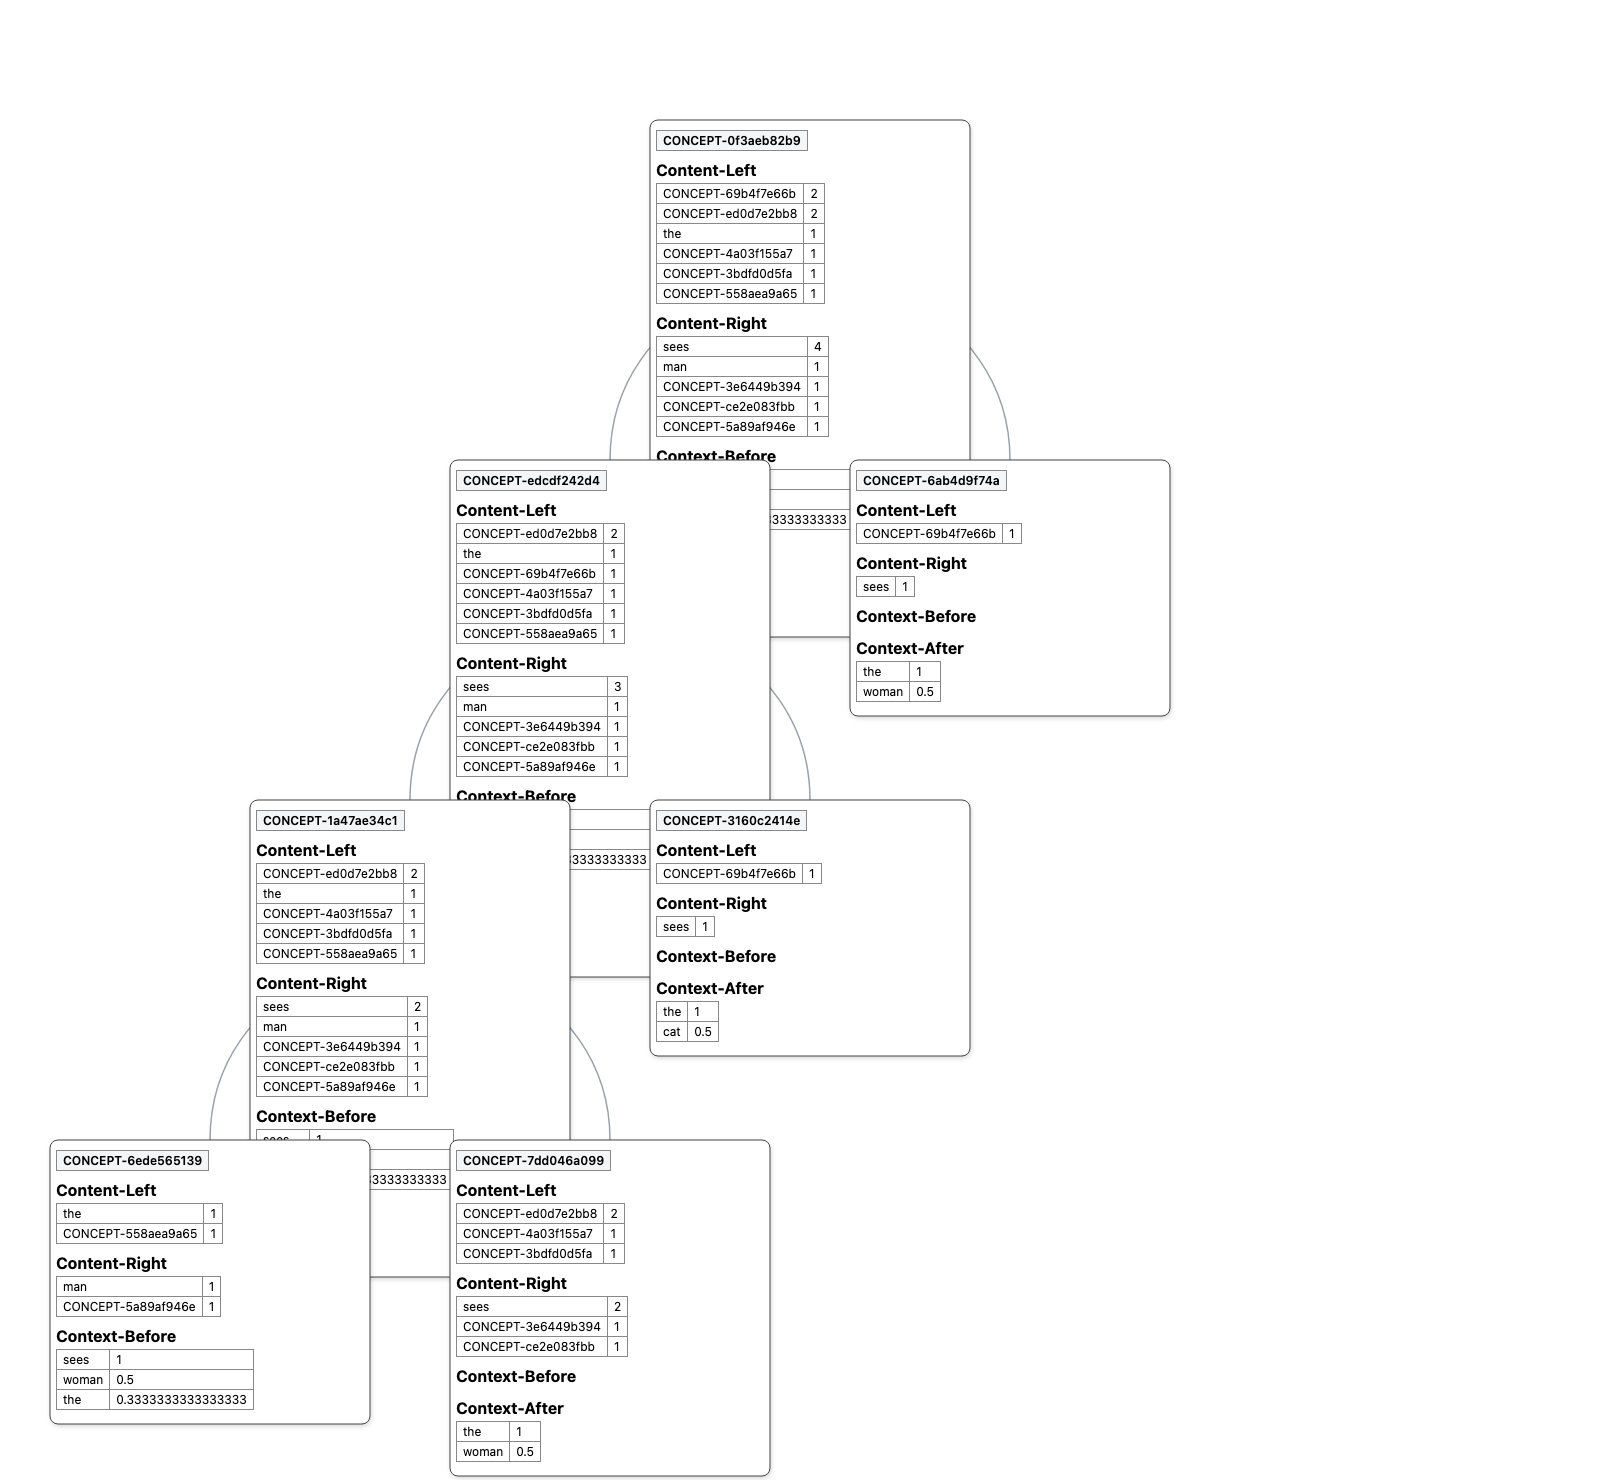 CONCEPT-0f3aeb82b9
Content-Left
CONCEPT-69b4f7e66b 2
CONCEPT-ed0d7e2bb8 2
the 1
CONCEPT-4a03f155a7 1
CONCEPT-3bdfd0d5fa 1
CONCEPT-558aea9a65 1
Content-Right
sees 4
man 1
CONCEPT-3e6449b394 1
CONCEPT-ce2e083fbb 1
CONCEPT-5a89af946e 1
Context-Before
3333333333
CONCEPT-edcdf242d4
Content-Left
CONCEPT-ed0d7e2bb8 2
the 1
CONCEPT-69b4f7e66b 1
CONCEPT-4a03f155a7 1
CONCEPT-3bdfd0d5fa 1
CONCEPT-558aea9a65 1
Content-Right
sees 3
man 1
CONCEPT-3e6449b394 1
CONCEPT-ce2e083fbb 1
CONCEPT-5a89af946e 1
Context-Before
3333333333
CONCEPT-6ab4d9f74a
Content-Left
CONCEPT-69b4f7e66b 1
Content-Right
sees 1
Context-Before
Context-After
the 1
woman 0.5
CONCEPT-1a47ae34c1
Content-Left
CONCEPT-ed0d7e2bb8 2
the 1
CONCEPT-4a03f155a7 1
CONCEPT-3bdfd0d5fa 1
CONCEPT-558aea9a65 1
Content-Right
sees 2
man 1
CONCEPT-3e6449b394 1
CONCEPT-ce2e083fbb 1
CONCEPT-5a89af946e 1
Context-Before
sees 1
3333333333
CONCEPT-3160c2414e
Content-Left
CONCEPT-69b4f7e66b 1
Content-Right
sees 1
Context-Before
Context-After
the 1
cat 0.5
CONCEPT-6ede565139
Content-Left
the 1
CONCEPT-558aea9a65 1
Content-Right
man 1
CONCEPT-5a89af946e 1
Context-Before
sees 1
woman 0.5
the 0.3333333333333333
CONCEPT-7dd046a099
Content-Left
CONCEPT-ed0d7e2bb8 2
CONCEPT-4a03f155a7 1
CONCEPT-3bdfd0d5fa 1
Content-Right
sees 2
CONCEPT-3e6449b394 1
CONCEPT-ce2e083fbb 1
Context-Before
Context-After
the 1
woman 0.5